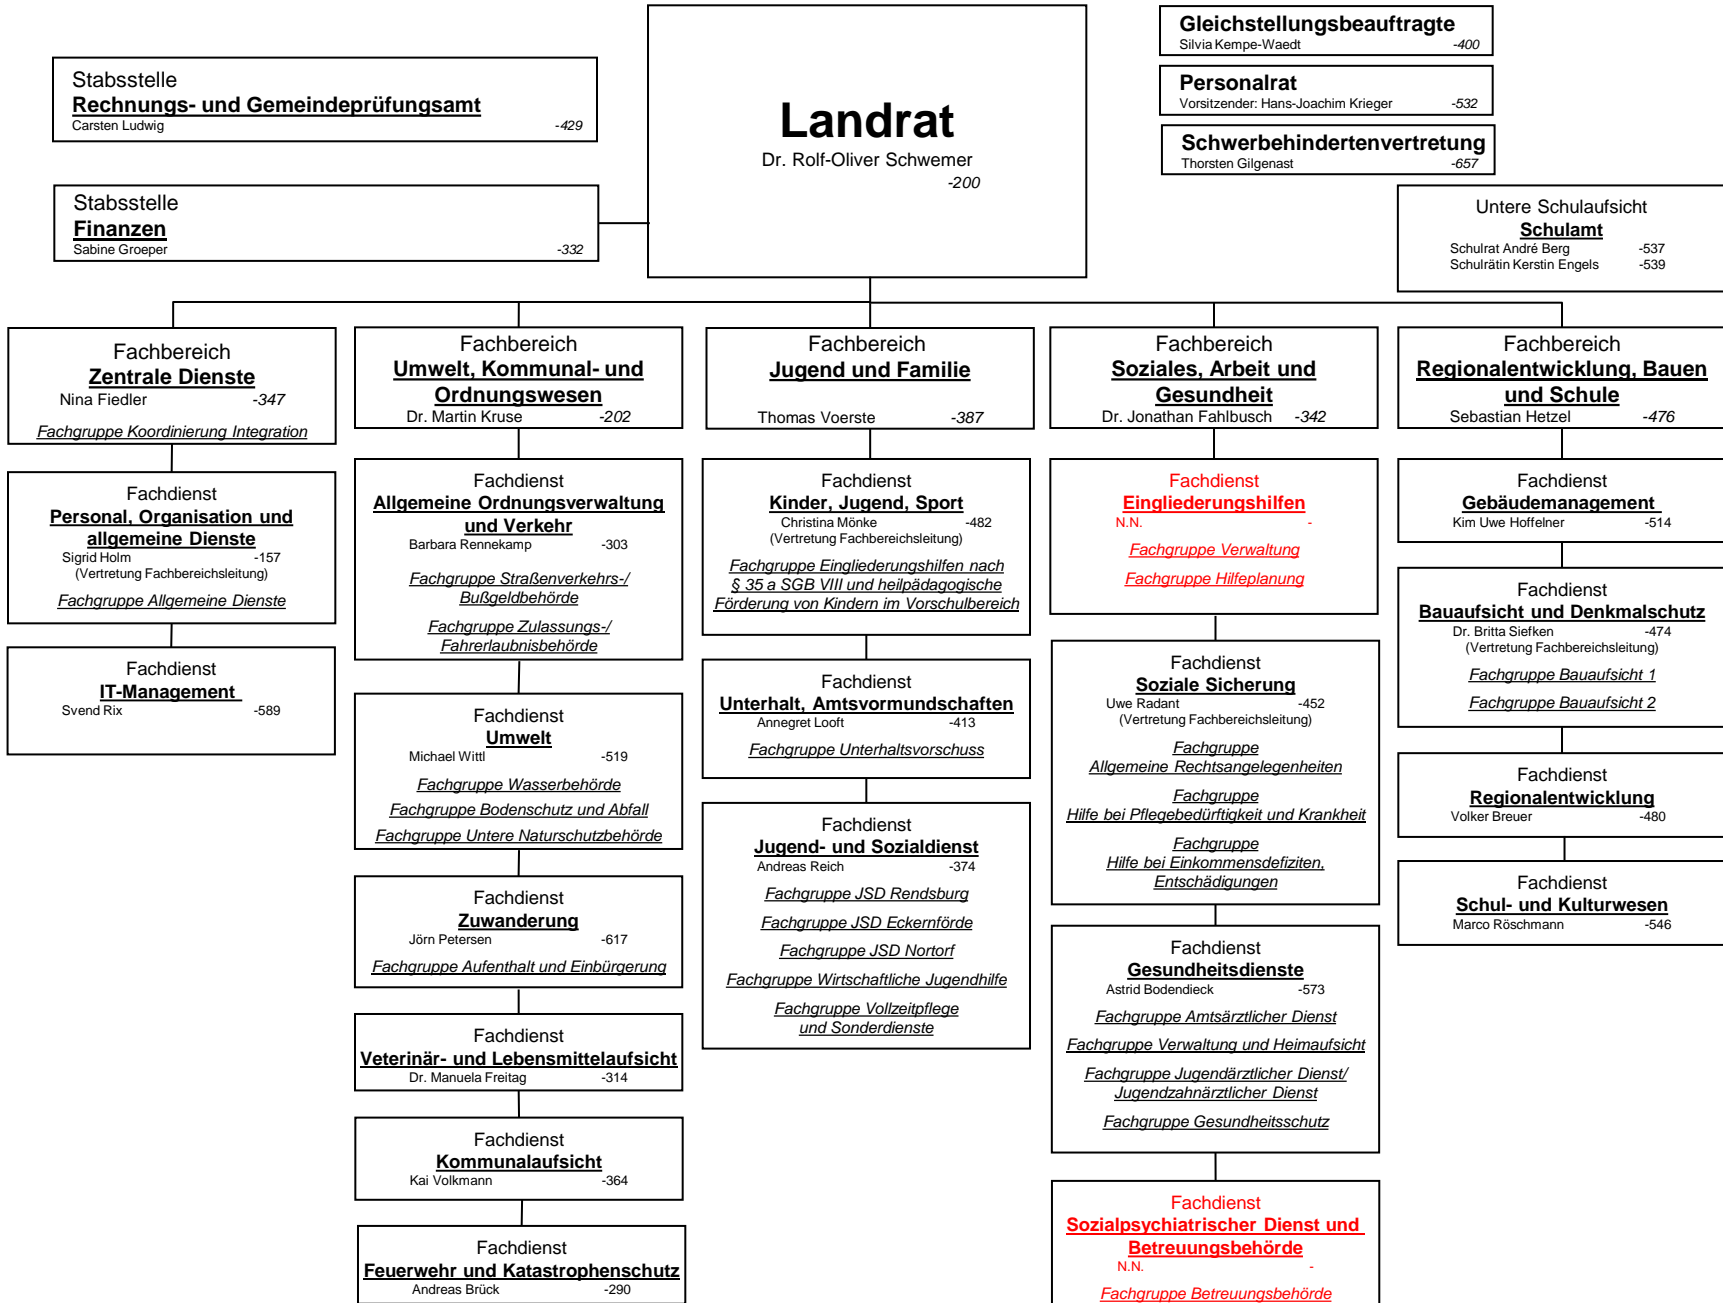 Stabsstelle
Rechnungs- und Gemeindeprüfungsamt
Carsten Ludwig -429
Stabsstelle
Finanzen
Sabine Groeper -332
Landrat
Dr. Rolf-Oliver Schwemer
-200
Gleichstellungsbeauftragte
Silvia Kempe-Waedt -400
Personalrat
Vorsitzender: Hans-Joachim Krieger -532
Schwerbehindertenvertretung
Thorsten Gilgenast -657
Untere Schulaufsicht
Schulamt
Schulrat André Berg -537
Schulrätin Kerstin Engels -539
Fachbereich
Zentrale Dienste
Nina Fiedler -347
Fachgruppe Koordinierung Integration
Fachdienst
Personal, Organisation und
allgemeine Dienste
Sigrid Holm -157
(Vertretung Fachbereichsleitung)
Fachgruppe Allgemeine Dienste
Fachdienst
IT-Management
Svend Rix -589
Fachbereich
Umwelt, Kommunal- und
Ordnungswesen
Dr. Martin Kruse -202
Fachdienst
Allgemeine Ordnungsverwaltung
und Verkehr
Barbara Rennekamp -303
Fachgruppe Straßenverkehrs-/
Bußgeldbehörde
Fachgruppe Zulassungs-/
Fahrerlaubnisbehörde
Fachdienst
Umwelt
Michael Wittl -519
Fachgruppe Wasserbehörde
Fachgruppe Bodenschutz und Abfall
Fachgruppe Untere Naturschutzbehörde
Fachdienst
Zuwanderung
Jörn Petersen -617
Fachgruppe Aufenthalt und Einbürgerung
Fachdienst
Veterinär- und Lebensmittelaufsicht
Dr. Manuela Freitag -314
Fachdienst
Kommunalaufsicht
Kai Volkmann -364
Fachdienst
Feuerwehr und Katastrophenschutz
Andreas Brück -290
Fachbereich
Jugend und Familie
Thomas Voerste -387
Fachdienst
Kinder, Jugend, Sport
Christina Mönke -482
(Vertretung Fachbereichsleitung)
Fachgruppe Eingliederungshilfen nach
§ 35 a SGB VIII und heilpädagogische
Förderung von Kindern im Vorschulbereich
Fachdienst
Unterhalt, Amtsvormundschaften
Annegret Looft -413
Fachgruppe Unterhaltsvorschuss
Fachdienst
Jugend- und Sozialdienst
Andreas Reich -374
Fachgruppe JSD Rendsburg
Fachgruppe JSD Eckernförde
Fachgruppe JSD Nortorf
Fachgruppe Wirtschaftliche Jugendhilfe
Fachgruppe Vollzeitpflege
und Sonderdienste
Fachbereich
Soziales, Arbeit und
Gesundheit
Dr. Jonathan Fahlbusch -342
Fachdienst
Eingliederungshilfen
N.N. -
Fachgruppe Verwaltung
Fachgruppe Hilfeplanung
Fachdienst
Soziale Sicherung
Uwe Radant -452
(Vertretung Fachbereichsleitung)
Fachgruppe
Allgemeine Rechtsangelegenheiten
Fachgruppe
Hilfe bei Pflegebedürftigkeit und Krankheit
Fachgruppe
Hilfe bei Einkommensdefiziten,
Entschädigungen
Fachdienst
Gesundheitsdienste
Astrid Bodendieck -573
Fachgruppe Amtsärztlicher Dienst
Fachgruppe Verwaltung und Heimaufsicht
Fachgruppe Jugendärztlicher Dienst/
Jugendzahnärztlicher Dienst
Fachgruppe Gesundheitsschutz
Fachdienst
Sozialpsychiatrischer Dienst und
Betreuungsbehörde
N.N. -
Fachgruppe Betreuungsbehörde
Fachbereich
Regionalentwicklung, Bauen
und Schule
Sebastian Hetzel -476
Fachdienst
Gebäudemanagement
Kim Uwe Hoffelner -514
Fachdienst
Bauaufsicht und Denkmalschutz
Dr. Britta Siefken -474
(Vertretung Fachbereichsleitung)
Fachgruppe Bauaufsicht 1
Fachgruppe Bauaufsicht 2
Fachdienst
Regionalentwicklung
Volker Breuer -480
Fachdienst
Schul- und Kulturwesen
Marco Röschmann -546